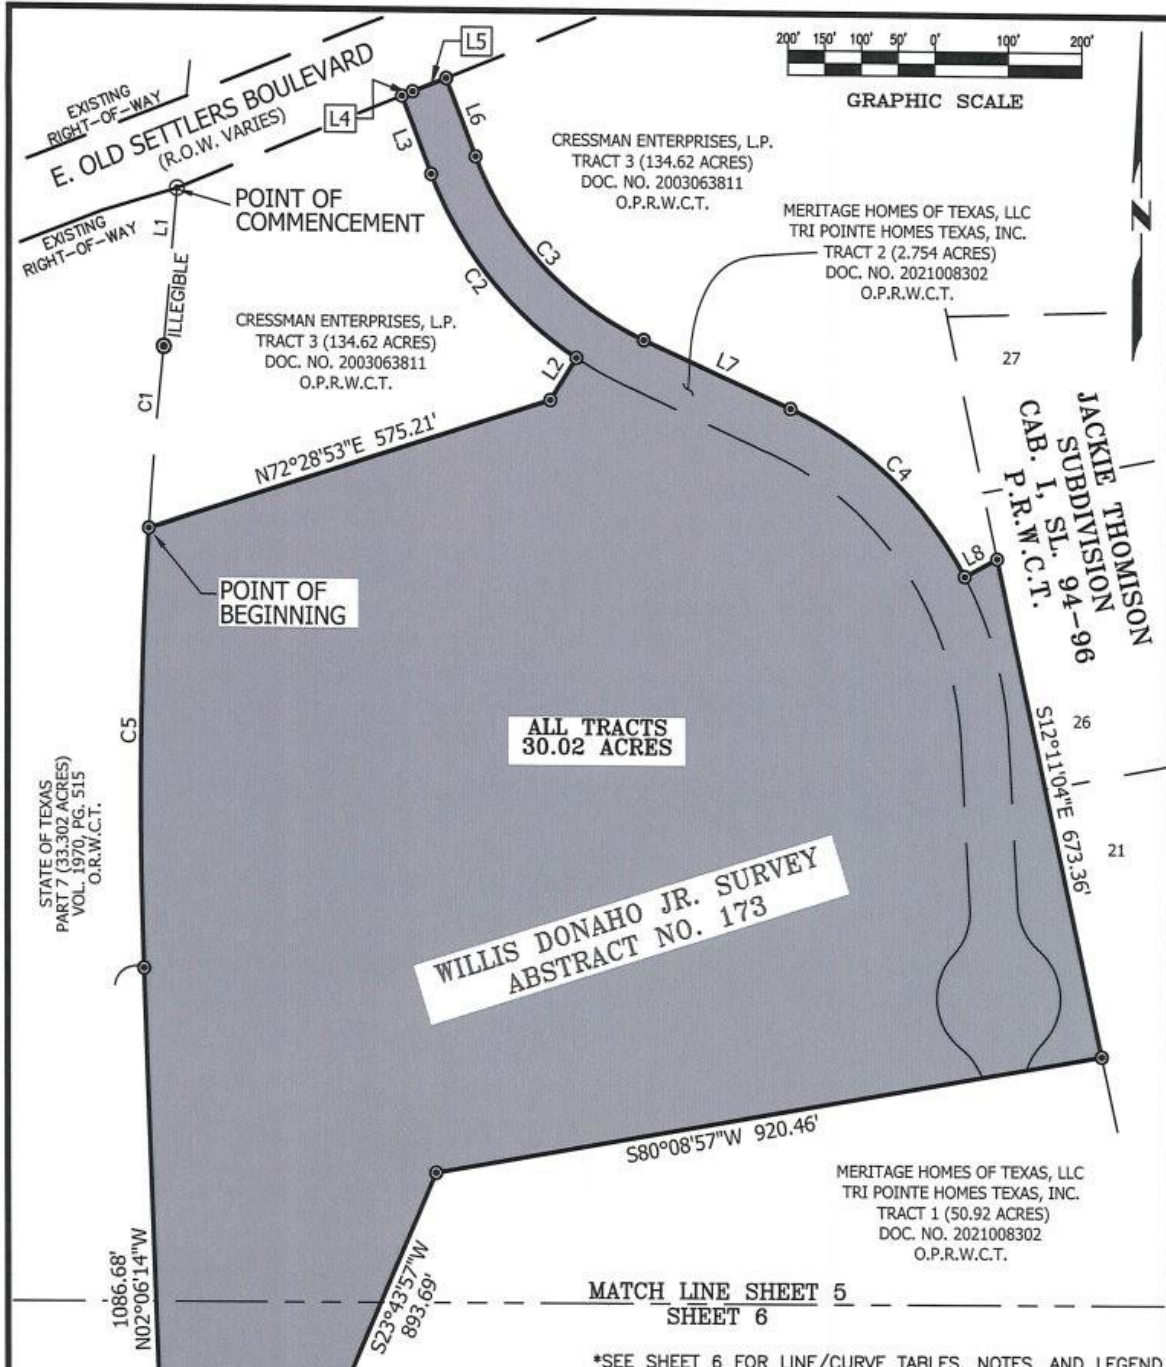 L5
200' 150' 100' 50' 0' 100' 200'
GRAPHIC SCALE
EXISTING
RIGHT-OF-WAY
E. OLD SETTLERS BOULEVARD
(R.O.W. VARIES)
L4
L3
L6
CRESSMAN ENTERPRISES, L.P.
TRACT 3 (134.62 ACRES)
DOC. NO. 2003063811
O.P.R.W.C.T.
N
POINT OF
COMMENCEMENT
EXISTING
RIGHT-OF-WAY
L1
ILLEGIBLE
MERITAGE HOMES OF TEXAS, LLC
TRI POINTE HOMES TEXAS, INC.
TRACT 2 (2.754 ACRES)
DOC. NO. 2021008302
O.P.R.W.C.T.
C3
C2
CRESSMAN ENTERPRISES, L.P.
TRACT 3 (134.62 ACRES)
DOC. NO. 2003063811
O.P.R.W.C.T.
C1
L2
L7
27
JACKIE THOMISON
SUBDIVISION
CAB. I, SL. 94-96
P.R.W.C.T.
N72°28'53"E 575.21'
C4
L8
POINT OF
BEGINNING
C5
ALL TRACTS
30.02 ACRES
26
S12°11'04"E 673.36'
21
STATE OF TEXAS
PART 7 (33.302 ACRES)
VOL. 1970, PG. 515
O.R.W.C.T.
WILLIS DONAHO JR. SURVEY
ABSTRACT NO. 173
S80°08'57"W 920.46'
MERITAGE HOMES OF TEXAS, LLC
TRI POINTE HOMES TEXAS, INC.
TRACT 1 (50.92 ACRES)
DOC. NO. 2021008302
O.P.R.W.C.T.
1086.68'
N02°06'14"W
S23°43'57"W
893.69'
MATCH LINE SHEET 5
SHEET 6
*SEE SHEET 6 FOR LINE/CURVE TABLES, NOTES, AND LEGEND